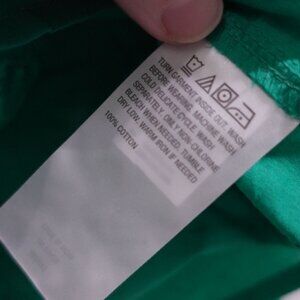 TURN GARMENT INSIDE OUT. WASH
BEFORE WEARING. MACHINE WASH
COLD DELICATE CYCLE. WASH
SEPARATELY. ONLY NON-CHLORINE
BLEACH WHEN NEEDED. TUMBLE
DRY LOW. WARM IRON IF NEEDED
100% COTTON